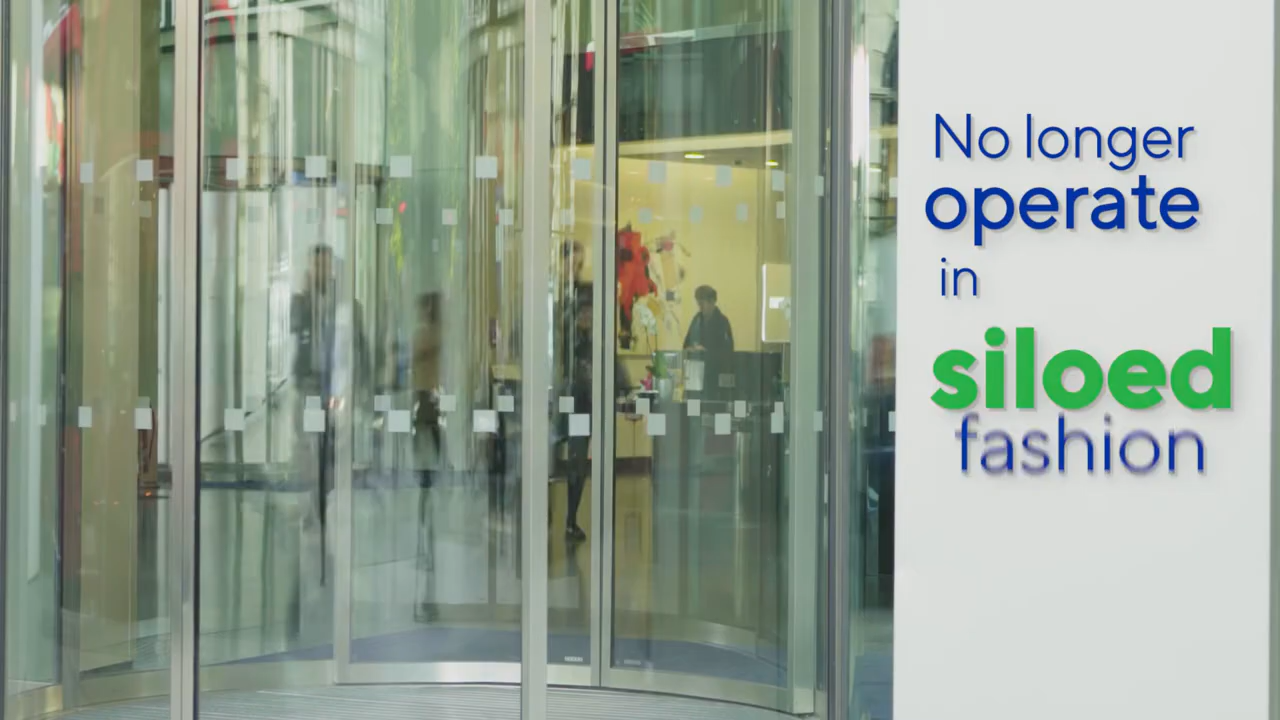 No longer
operate
in
siloed
fashion